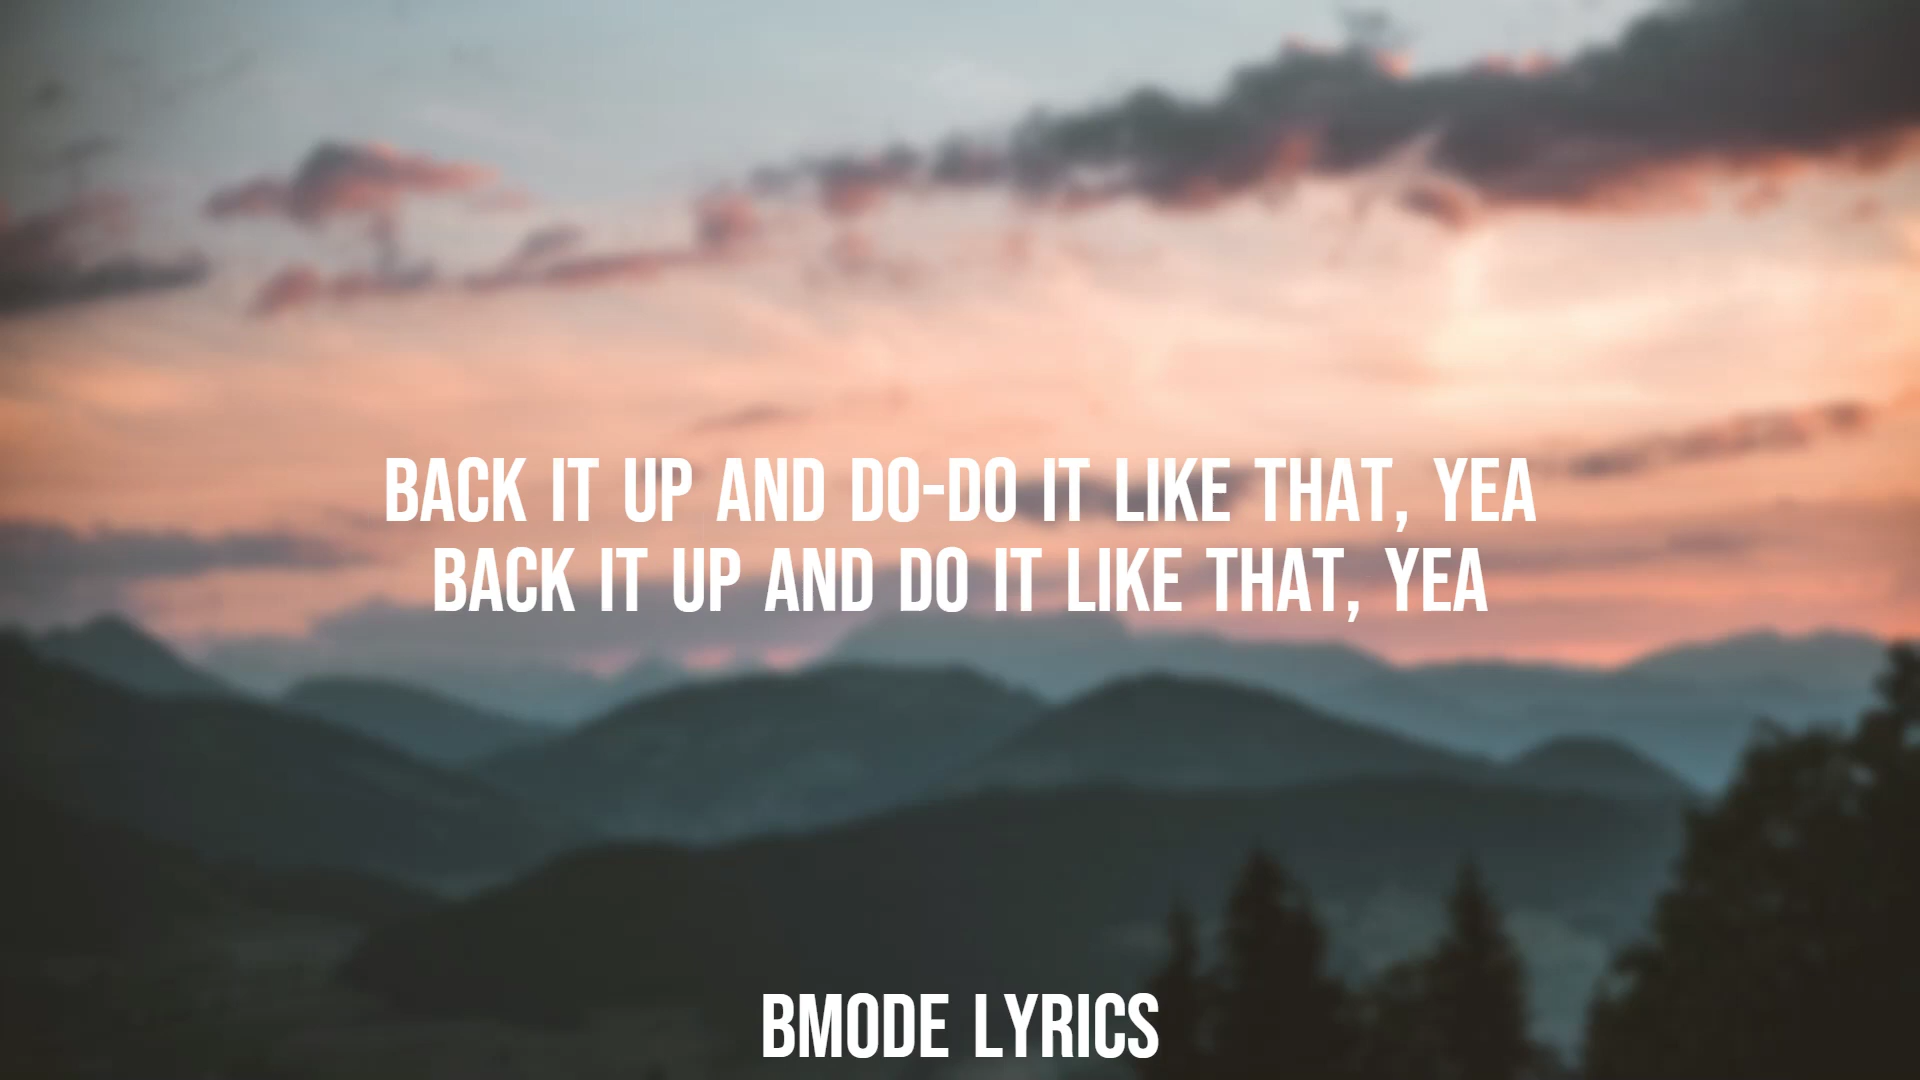 BACK IT UP AND DO-DO IT LIKE THAT, YEA
BACK IT UP AND DO IT LIKE THAT, YEA
BMODE LYRICS